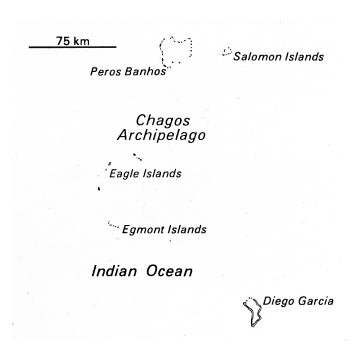 75 km
Peros Banhos
Salomon Islands
Chagos
Archipelago
Eagle Islands
Egmont Islands
Indian Ocean
Diego Garcia